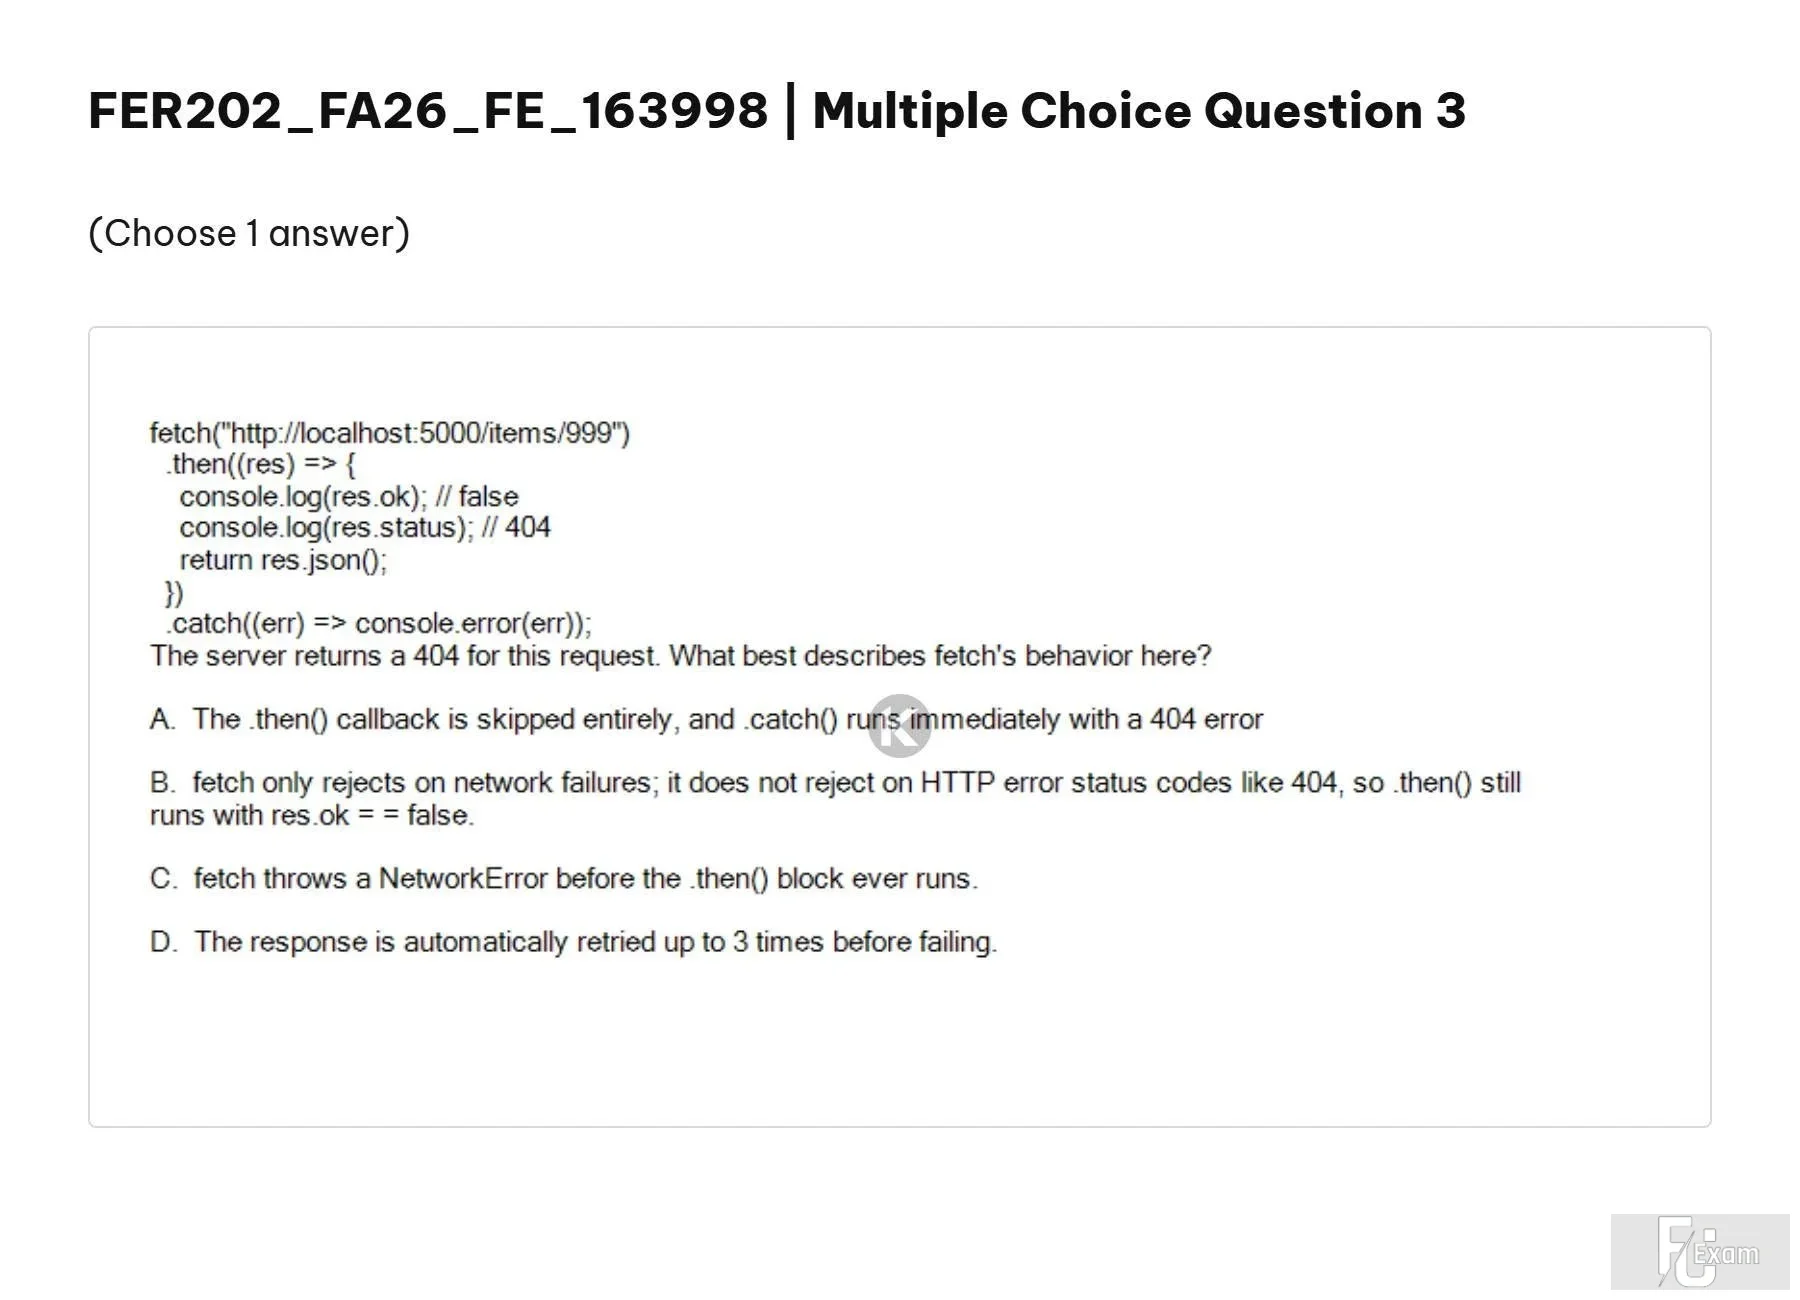 FER202_FA26_FE_163998 | Multiple Choice Question 3
(Choose 1 answer)
fetch("http://localhost:5000/items/999")
.then((res) => {
console.log(res.ok); // false
console.log(res.status); // 404
return res.json();
})
.catch((err) => console.error(err));
The server returns a 404 for this request. What best describes fetch's behavior here?
A. The .then() callback is skipped entirely, and .catch() runs immediately with a 404 error
B. fetch only rejects on network failures; it does not reject on HTTP error status codes like 404, so .then() still
runs with res.ok = = false.
C. fetch throws a NetworkError before the .then() block ever runs.
D. The response is automatically retried up to 3 times before failing.
K
FU Exam